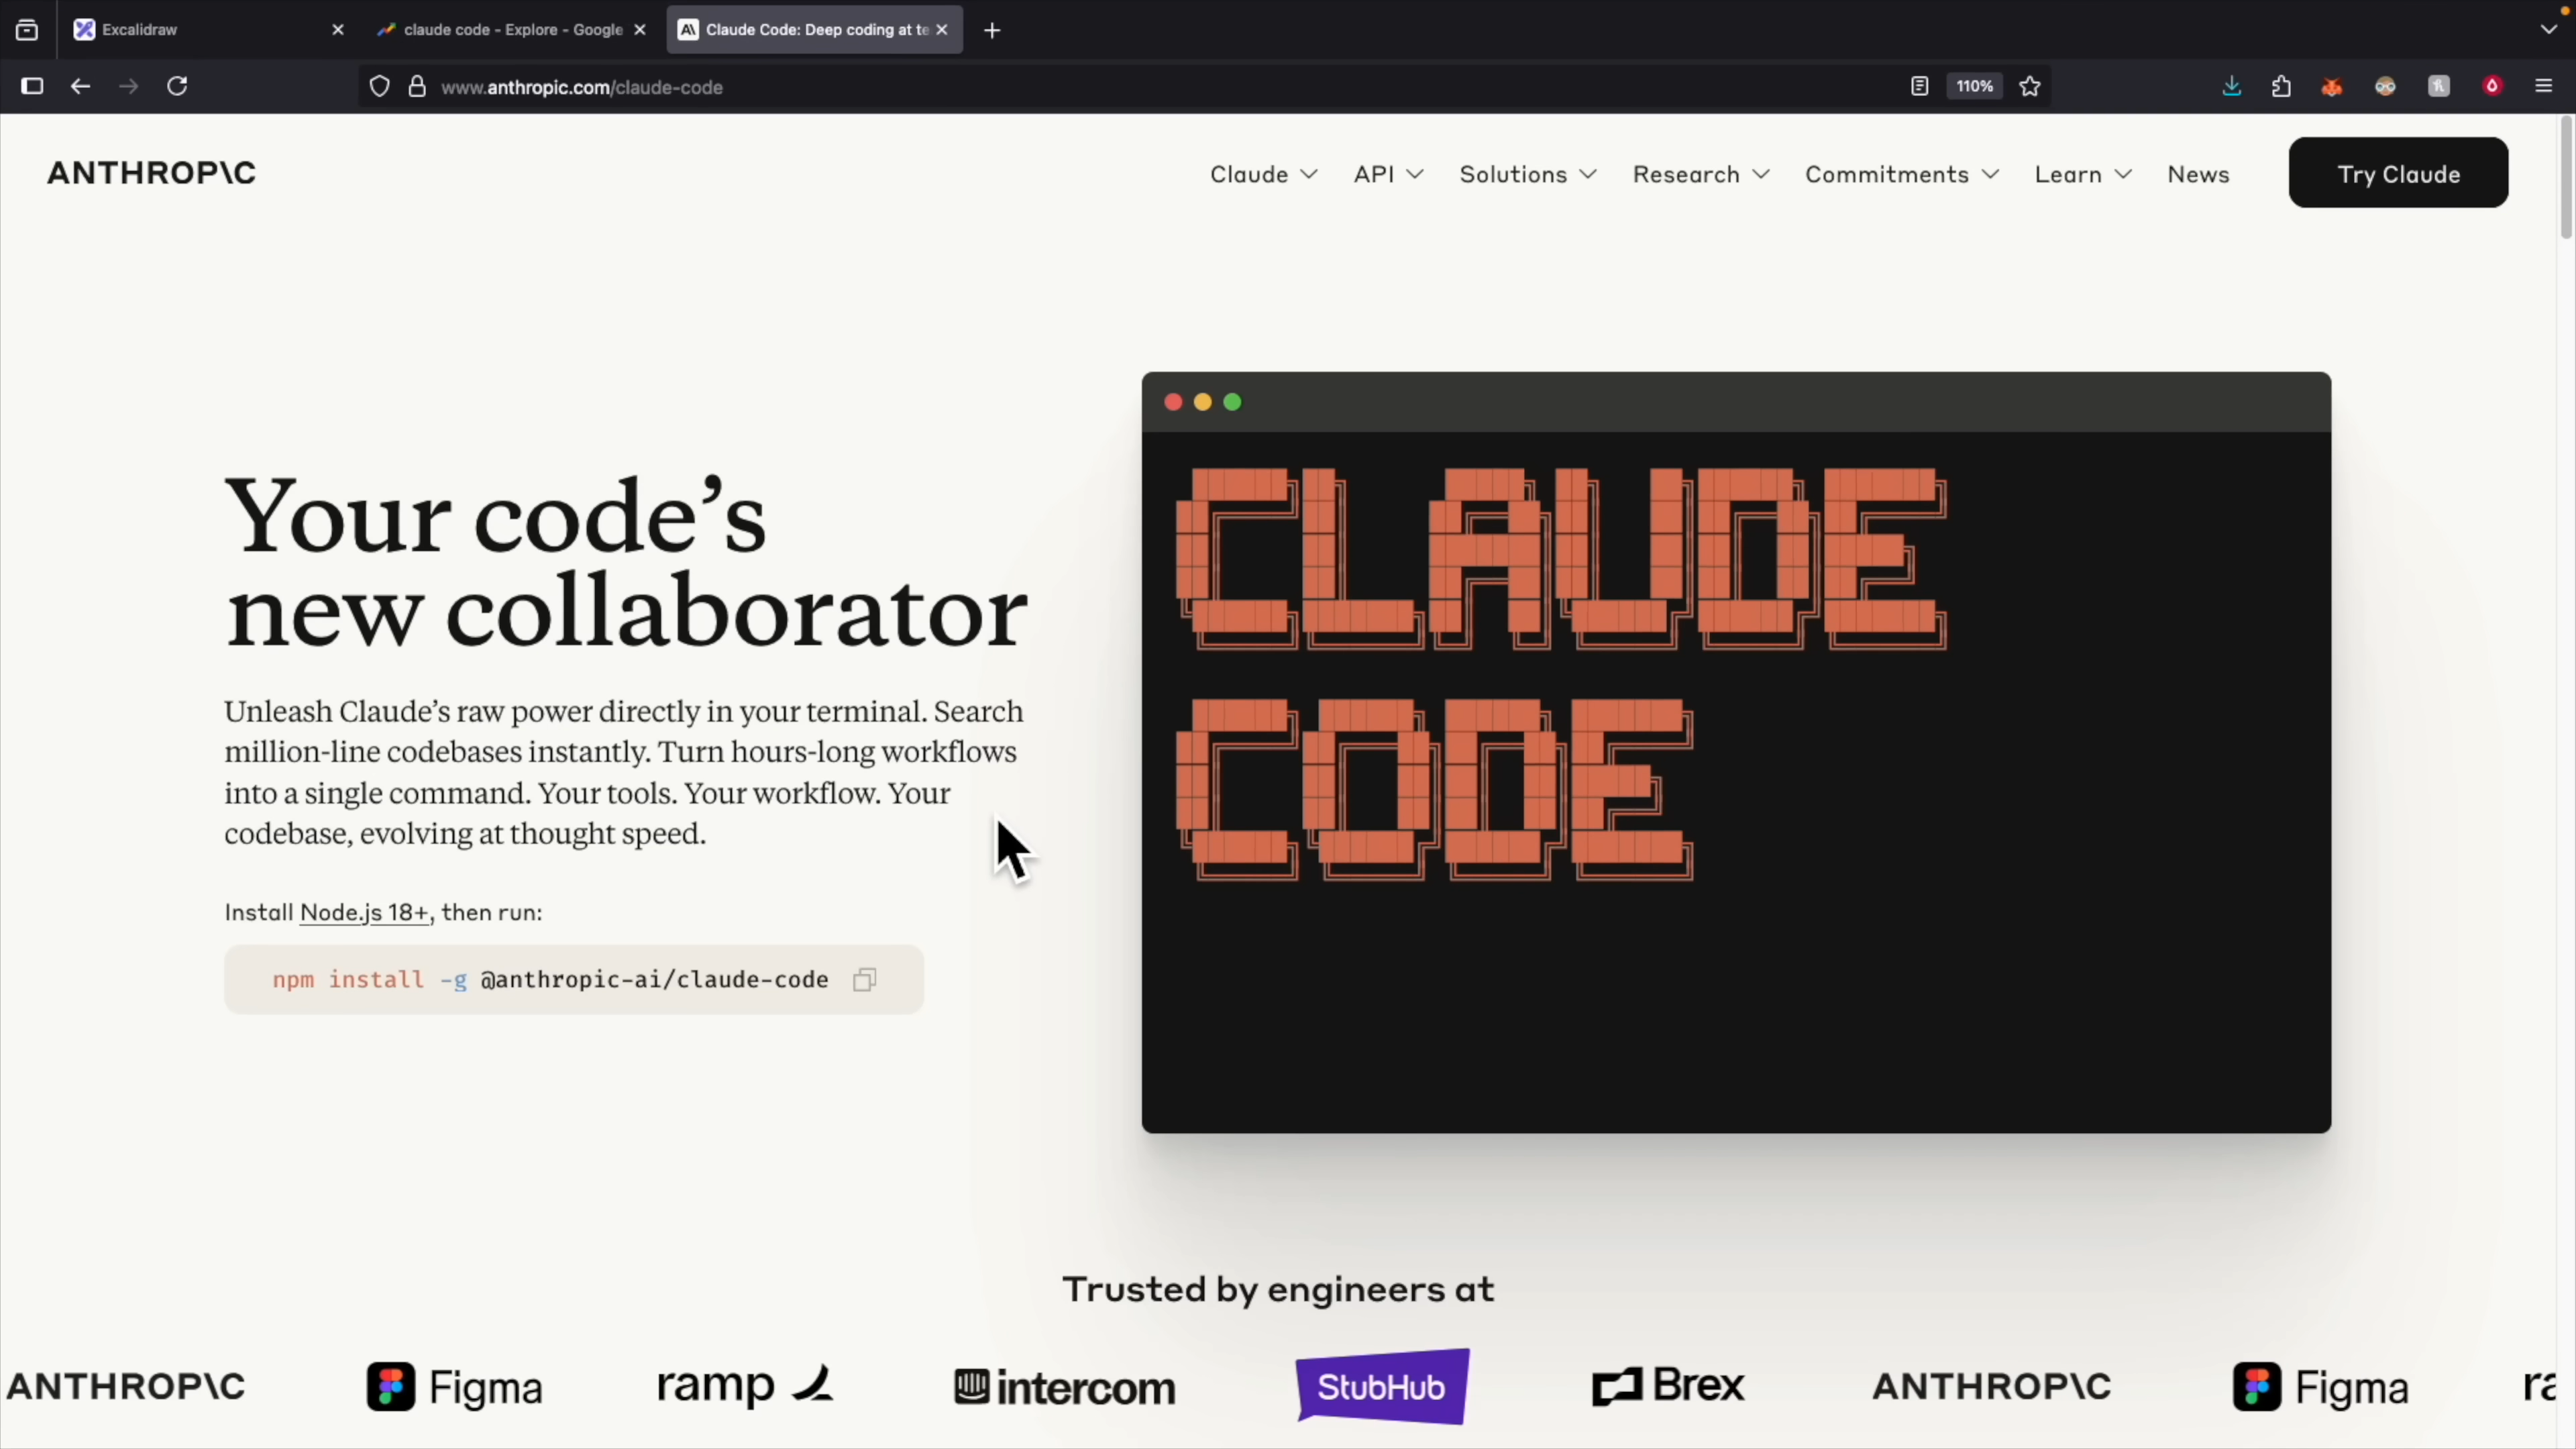 Excalidraw
claude code - Explore - Google
Claude Code: Deep coding at te
www.anthropic.com/claude-code
110%
ANTHROP\C
Claude
API
Solutions
Research
Commitments
Learn
News
Try Claude
Your code’s
new collaborator
Unleash Claude’s raw power directly in your terminal. Search
million-line codebases instantly. Turn hours-long workflows
into a single command. Your tools. Your workflow. Your
codebase, evolving at thought speed.
Install Node.js 18+, then run:
npm install -g @anthropic-ai/claude-code
CLAUDE
CODE
Trusted by engineers at
ANTHROP\C
Figma
ramp
intercom
StubHub
Brex
ANTHROP\C
Figma
ra